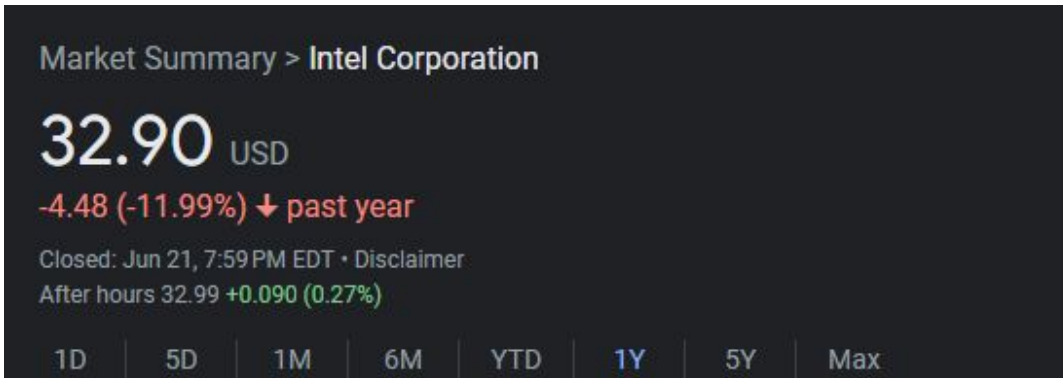 Market Summary > Intel Corporation
32.90 USD
-4.48 (-11.99%) ↓ past year
Closed: Jun 21, 7:59 PM EDT • Disclaimer
After hours 32.99 +0.090 (0.27%)
1D 5D 1M 6M YTD 1Y 5Y Max